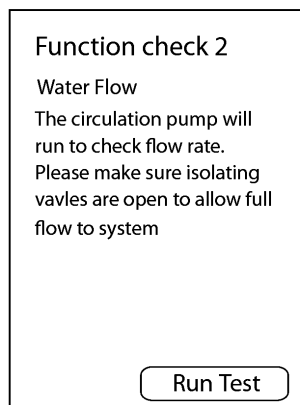 Function check 2
Water Flow
The circulation pump will
run to check flow rate.
Please make sure isolating
vavles are open to allow full
flow to system
Run Test